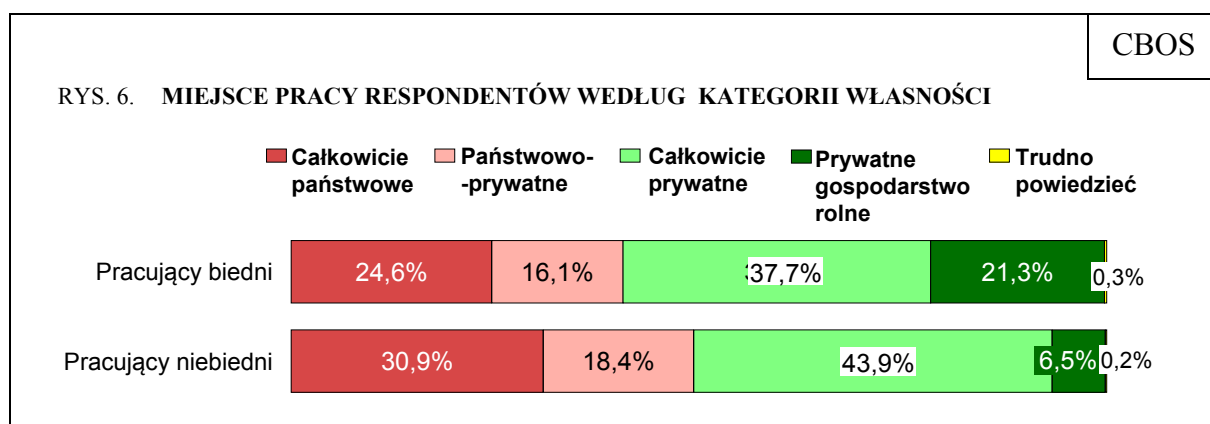 CBOS
RYS. 6. MIEJSCE PRACY RESPONDENTÓW WEDŁUG KATEGORII WŁASNOŚCI
Całkowicie państwowe
Państwowo-
-prywatne
Całkowicie
prywatne
Prywatne
gospodarstwo
rolne
Trudno
powiedzieć
Pracujący biedni
24,6%
16,1%
37,7%
21,3%
0,3%
Pracujący niebiedni
30,9%
18,4%
43,9%
6,5%
0,2%